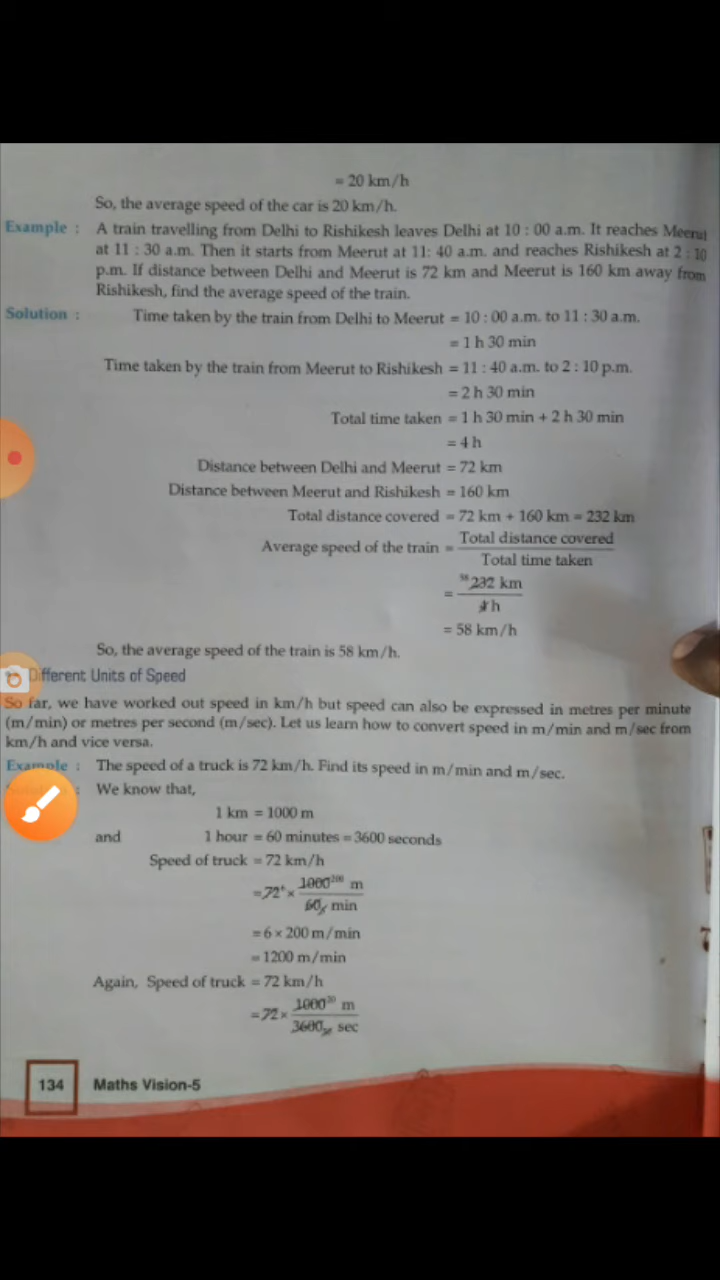 = 20 km/h
So, the average speed of the car is 20 km/h.
Example : A train travelling from Delhi to Rishikesh leaves Delhi at 10 : 00 a.m. It reaches Meerut
at 11 : 30 a.m. Then it starts from Meerut at 11: 40 a.m. and reaches Rishikesh at 2 : 10
p.m. If distance between Delhi and Meerut is 72 km and Meerut is 160 km away from
Rishikesh, find the average speed of the train.
Solution : Time taken by the train from Delhi to Meerut = 10 : 00 a.m. to 11 : 30 a.m.
= 1 h 30 min
Time taken by the train from Meerut to Rishikesh = 11 : 40 a.m. to 2 : 10 p.m.
= 2 h 30 min
Total time taken = 1 h 30 min + 2 h 30 min
= 4 h
Distance between Delhi and Meerut = 72 km
Distance between Meerut and Rishikesh = 160 km
Total distance covered = 72 km + 160 km = 232 km
Average speed of the train = Total distance covered
Total time taken
= 58 232 km
4 h
= 58 km/h
So, the average speed of the train is 58 km/h.
Different Units of Speed
So far, we have worked out speed in km/h but speed can also be expressed in metres per minute
(m/min) or metres per second (m/sec). Let us learn how to convert speed in m/min and m/sec from
km/h and vice versa.
Example : The speed of a truck is 72 km/h. Find its speed in m/min and m/sec.
: We know that,
1 km = 1000 m
and 1 hour = 60 minutes = 3600 seconds
Speed of truck = 72 km/h
= 72 × 1000 200 m
60 min
= 6 × 200 m/min
= 1200 m/min
Again, Speed of truck = 72 km/h
= 72 × 1000 m
3600 sec
134 Maths Vision-5